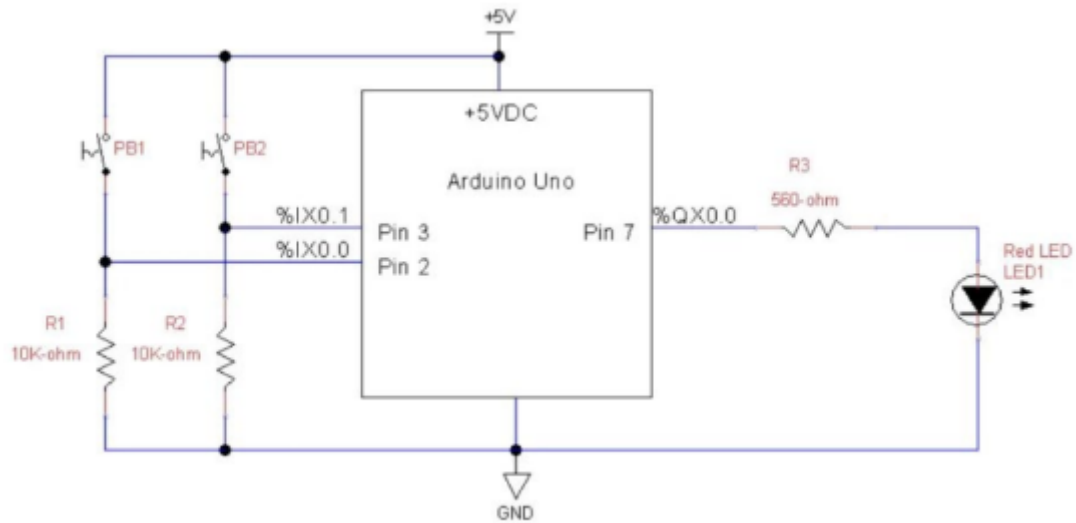 +5V
+5VDC
PB1
PB2
Arduino Uno
R3
560-ohm
%IX0.1
%QX0.0
Pin 3
Pin 7
%IX0.0
Pin 2
Red LED
LED1
R1
R2
10K-ohm
10K-ohm
GND